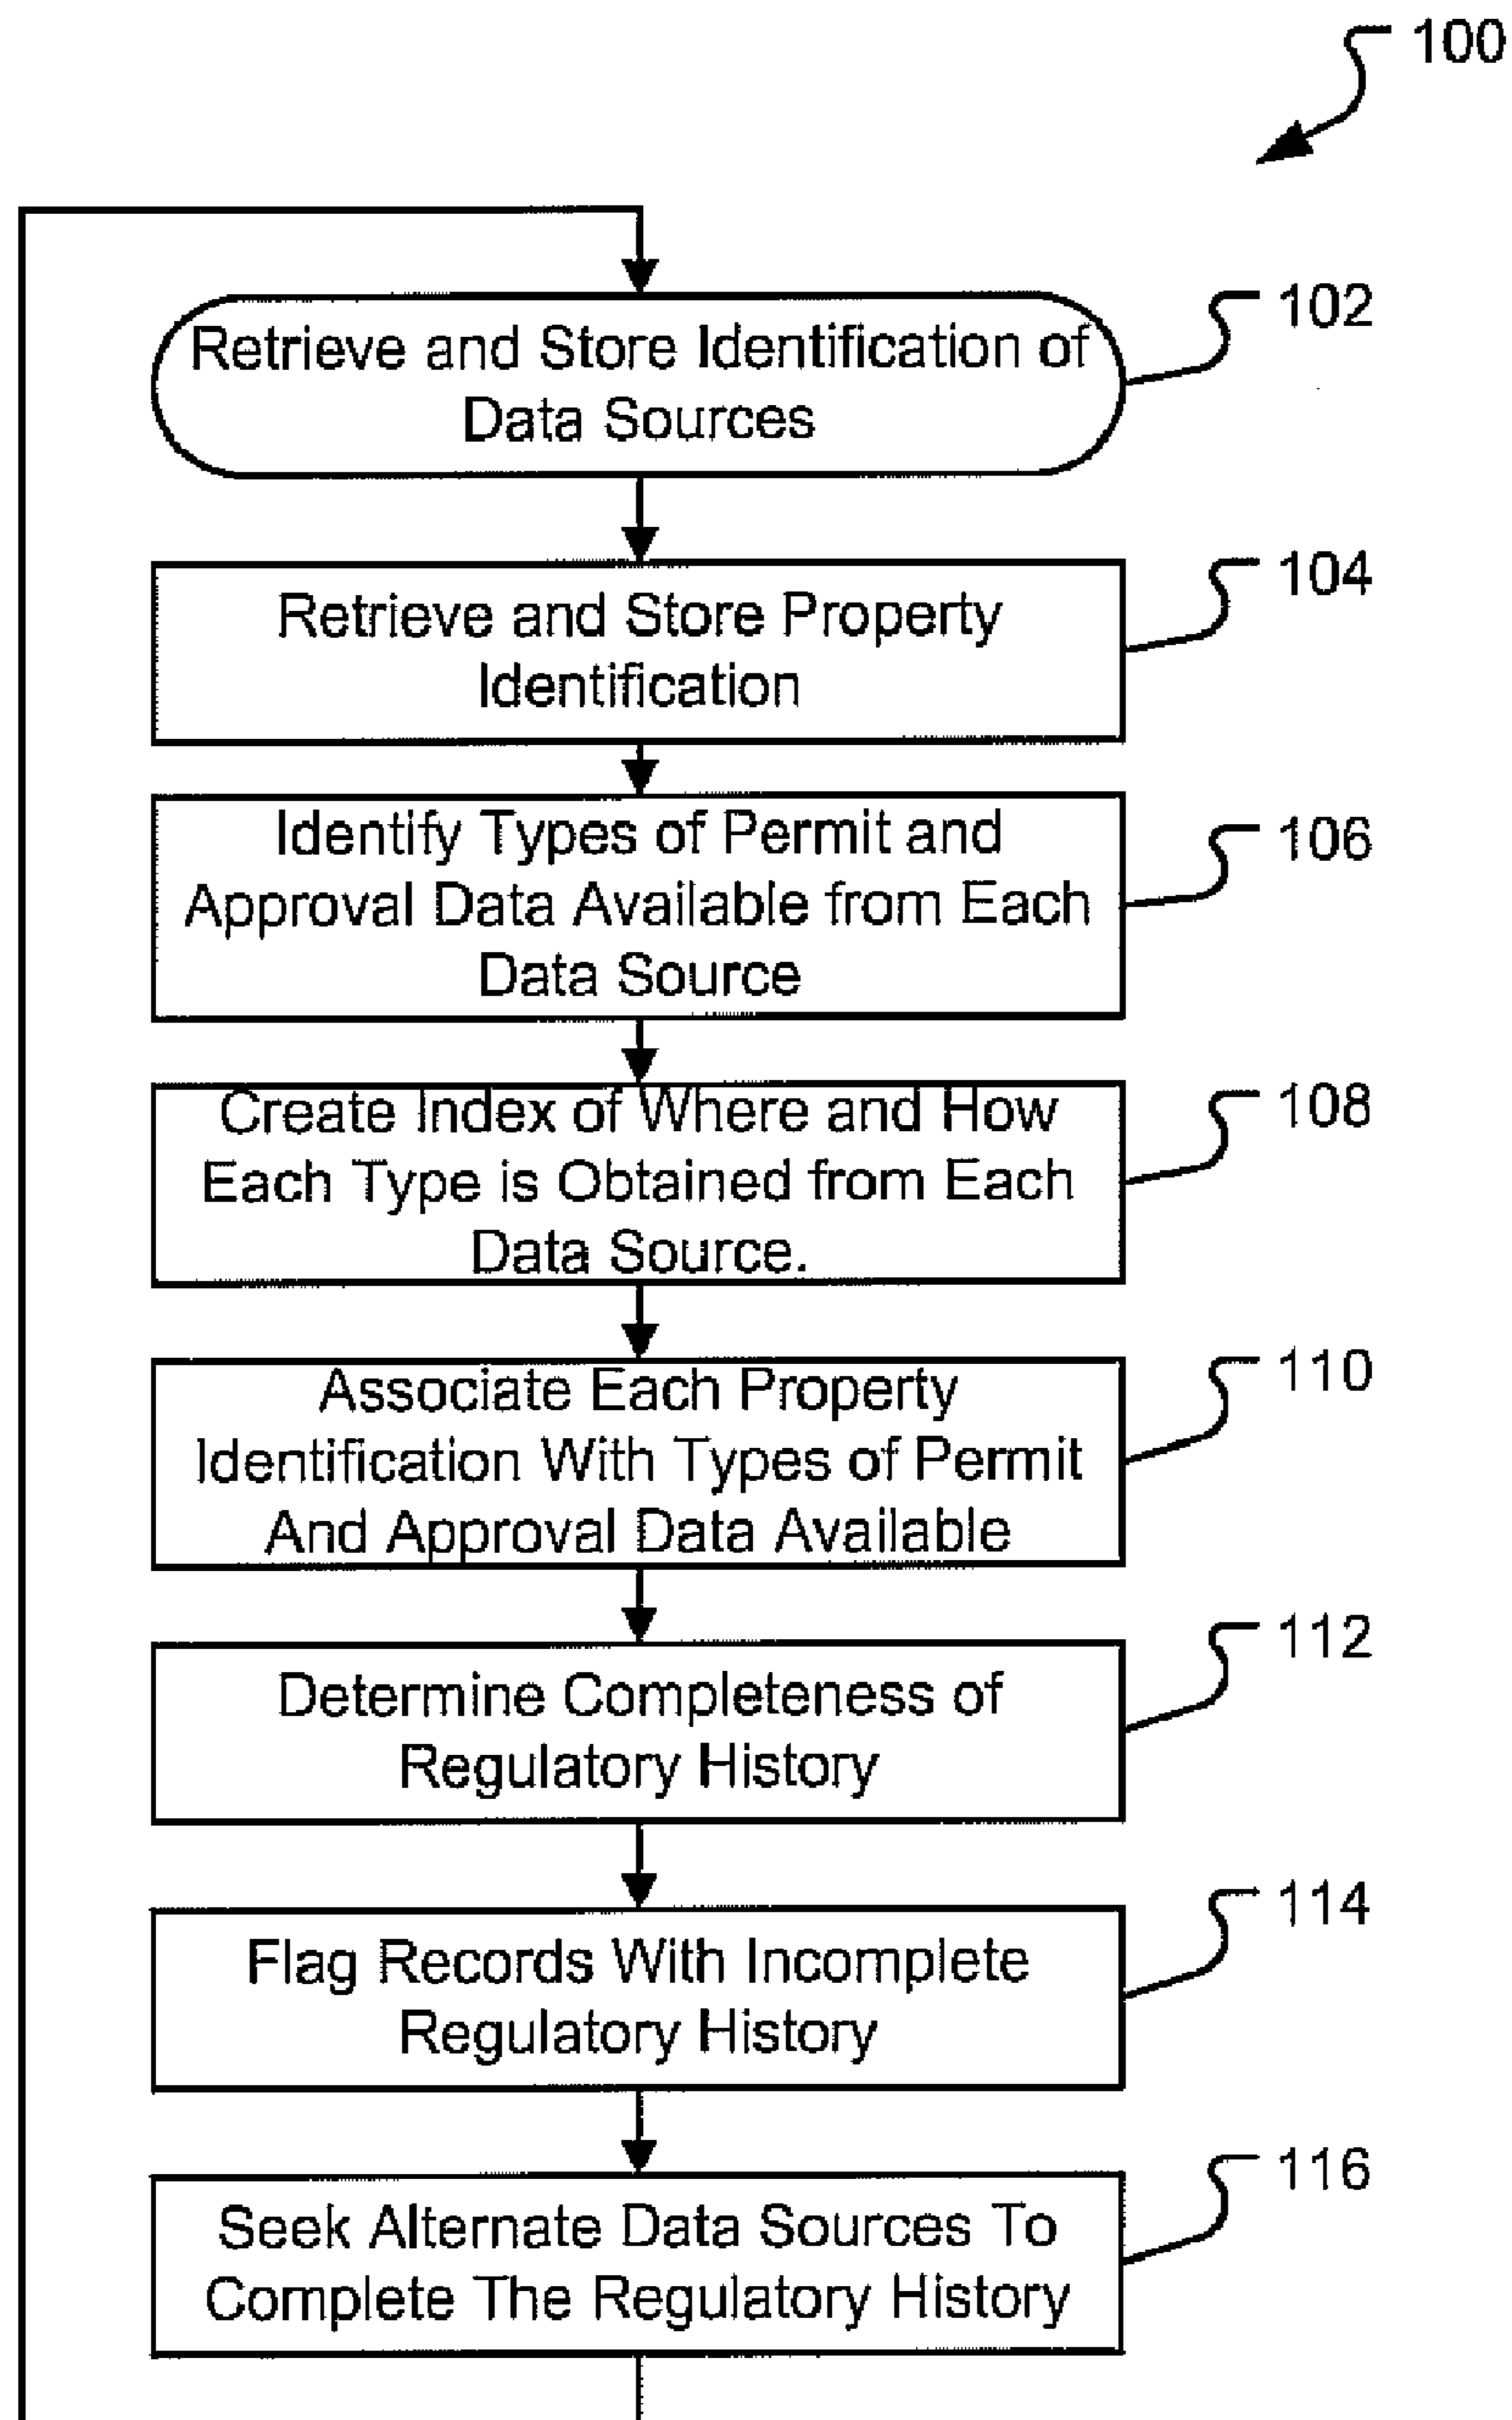 100
Retrieve and Store Identification of
Data Sources
102
Retrieve and Store Property
Identification
104
Identify Types of Permit and
Approval Data Available from Each
Data Source
106
Create Index of Where and How
Each Type is Obtained from Each
Data Source.
108
Associate Each Property
Identification With Types of Permit
And Approval Data Available
110
Determine Completeness of
Regulatory History
112
Flag Records With Incomplete
Regulatory History
114
Seek Alternate Data Sources To
Complete The Regulatory History
116